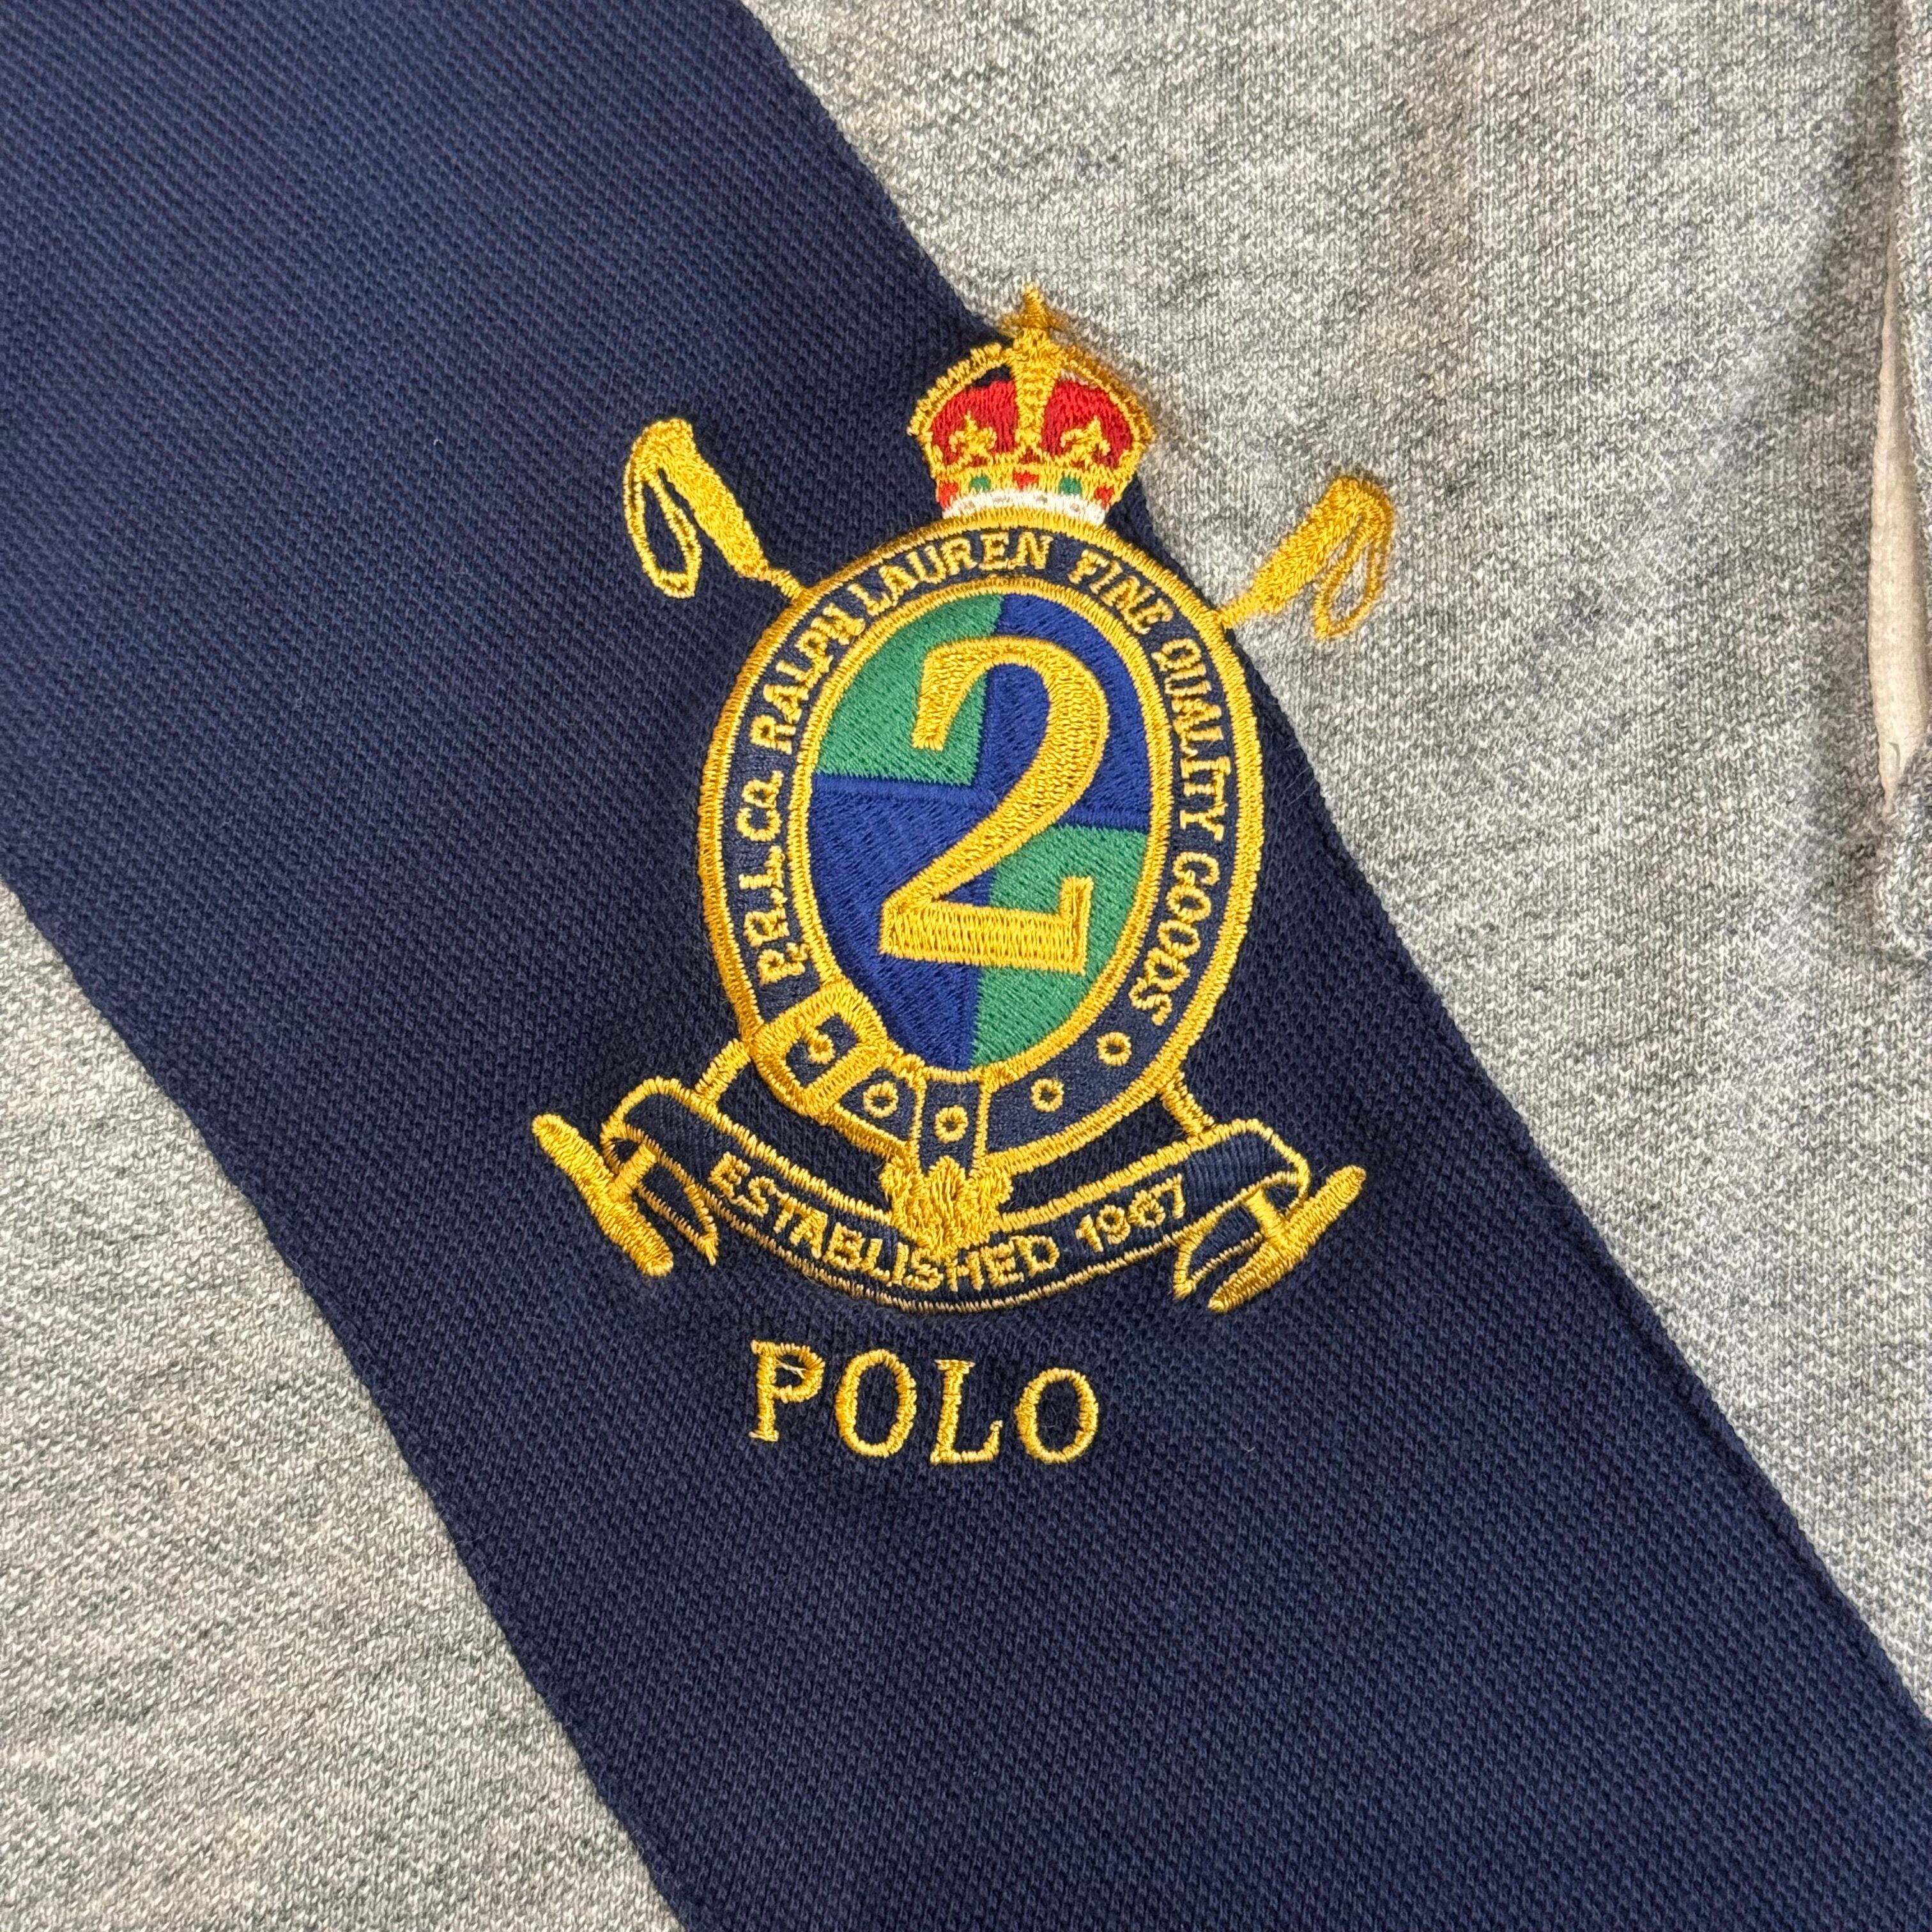 P.R.L.CO. RALPH LAUREN FINE QUALITY GOODS
2
ESTABLISHED 1967
POLO